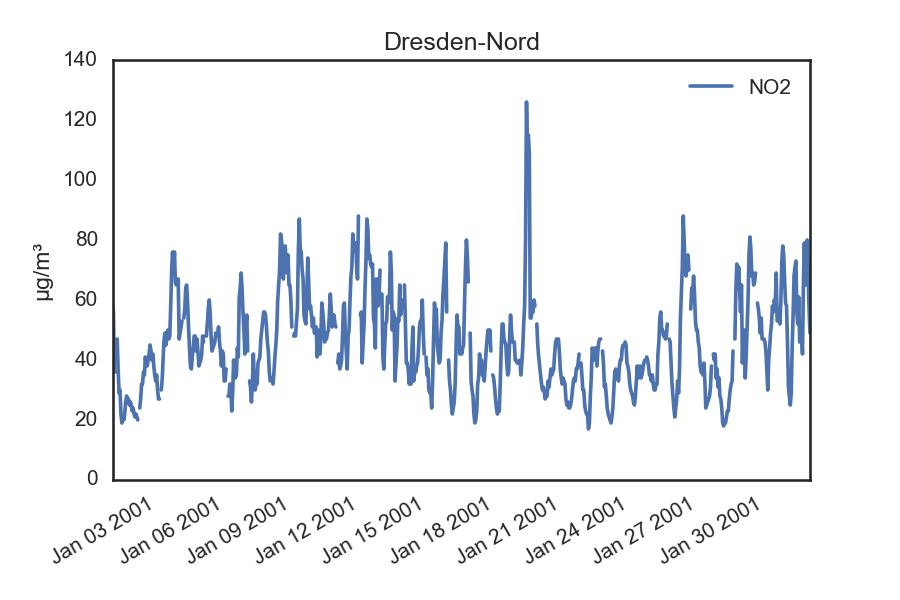 Dresden-Nord
140
120
100
80
60
40
20
0
µg/m³
NO2
Jan 03 2001
Jan 06 2001
Jan 09 2001
Jan 12 2001
Jan 15 2001
Jan 18 2001
Jan 21 2001
Jan 24 2001
Jan 27 2001
Jan 30 2001